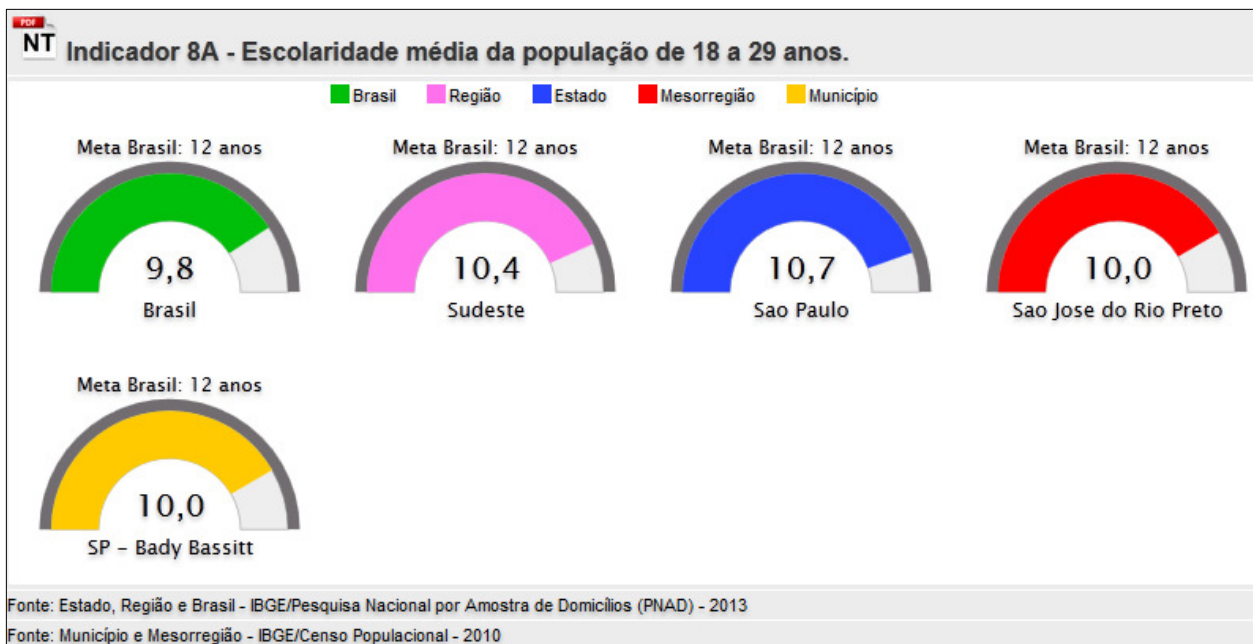 PDF
NT
Indicador 8A - Escolaridade média da população de 18 a 29 anos.
Brasil Região Estado Mesorregião Município
Meta Brasil: 12 anos Meta Brasil: 12 anos Meta Brasil: 12 anos Meta Brasil: 12 anos
9,8 10,4 10,7 10,0
Brasil Sudeste Sao Paulo Sao Jose do Rio Preto
Meta Brasil: 12 anos
10,0
SP - Bady Bassitt
Fonte: Estado, Região e Brasil - IBGE/Pesquisa Nacional por Amostra de Domicílios (PNAD) - 2013
Fonte: Município e Mesorregião - IBGE/Censo Populacional - 2010